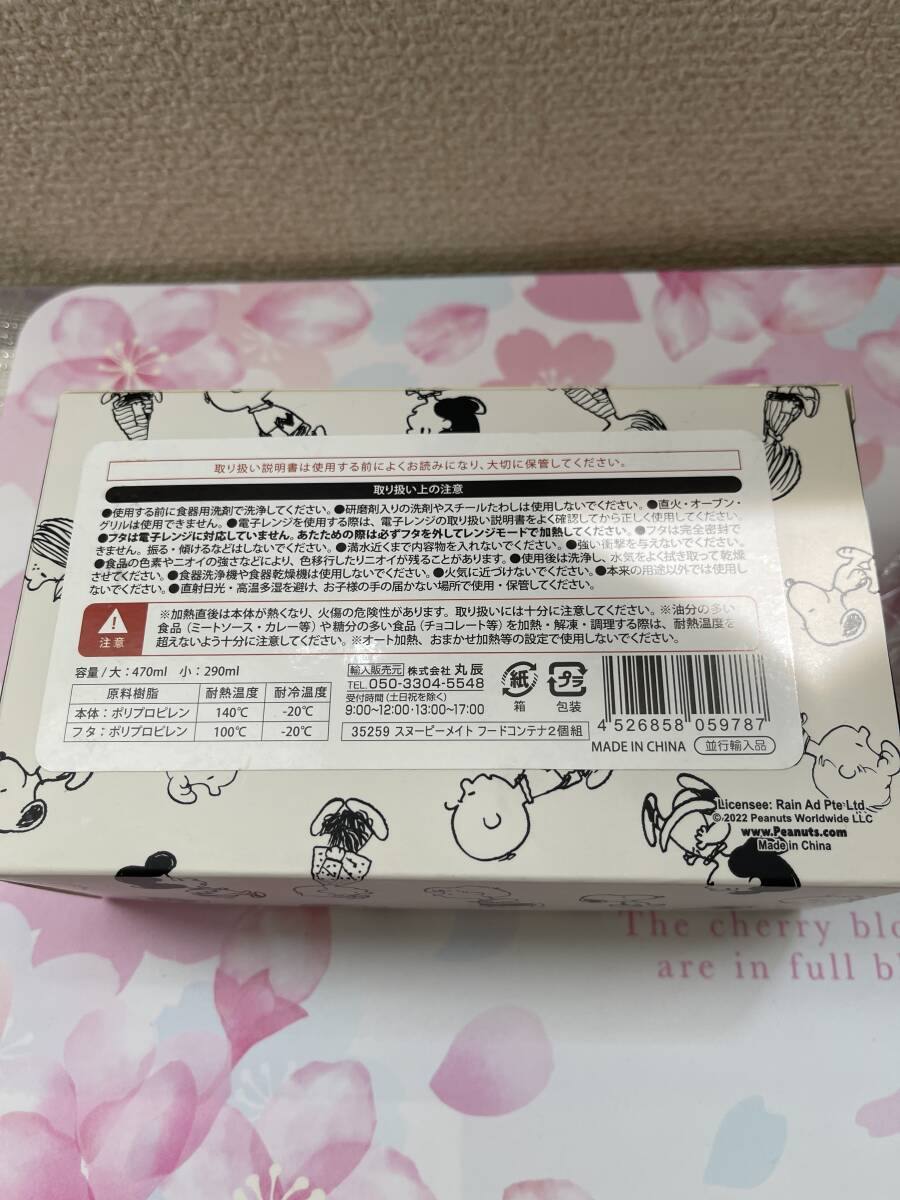 取り扱い説明書は使用する前によくお読みになり、大切に保管してください。
取り扱い上の注意
●使用する前に食器用洗剤で洗浄してください。●研磨剤入りの洗剤やスチールたわしは使用しないでください。●直火・オーブン・
グリルは使用できません。●電子レンジを使用する際は、電子レンジの取り扱い説明書をよく確認してから正しく使用してください。
●フタは電子レンジに対応していません。あたための際は必ずフタを外してレンジモードで加熱してください。●フタは完全密封で
きません。振る・傾けるなどはしないでください。●満水近くまで内容物を入れないでください。●強い衝撃を与えないでください。
●食品の色素やニオイの強さなどにより、色移行したりニオイが残ることがあります。●使用後は洗浄し、水気をよく拭き取って乾燥
させてください。●食器洗浄機や食器乾燥機は使用しないでください。●火気に近づけないでください。●本来の用途以外では使用し
ないでください。●直射日光・高温多湿を避け、お子様の手の届かない場所で使用・保管してください。
注意
※加熱直後は本体が熱くなり、火傷の危険性があります。取り扱いには十分に注意してください。※油分の多い
食品（ミートソース・カレー等）や糖分の多い食品（チョコレート等）を加熱・解凍・調理する際は、耐熱温度を
超えないよう十分に注意してください。※オート加熱、おまかせ加熱等の設定で使用しないでください。
容量/大：470ml 小：290ml
原料樹脂 耐熱温度 耐冷温度
本体：ポリプロピレン 140℃ -20℃
フタ：ポリプロピレン 100℃ -20℃
輸入販売元 株式会社 丸辰
TEL.050-3304-5548
受付時間（土日祝を除く）
9:00〜12:00・13:00〜17:00
35259 スヌーピーメイト フードコンテナ2個組
紙
箱
プラ
包装
4 526858 059787
MADE IN CHINA
並行輸入品
Licensee: Rain Ad Pte Ltd
©2022 Peanuts Worldwide LLC
www.Peanuts.com
Made in China
The cherry blo
are in full b